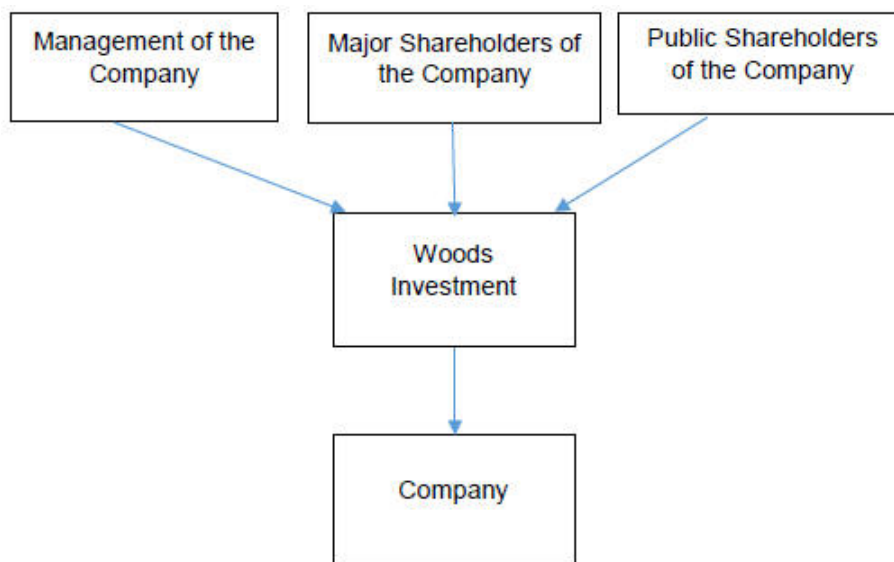 Management of the
Company
Major Shareholders of
the Company
Public Shareholders
of the Company
Woods
Investment
Company